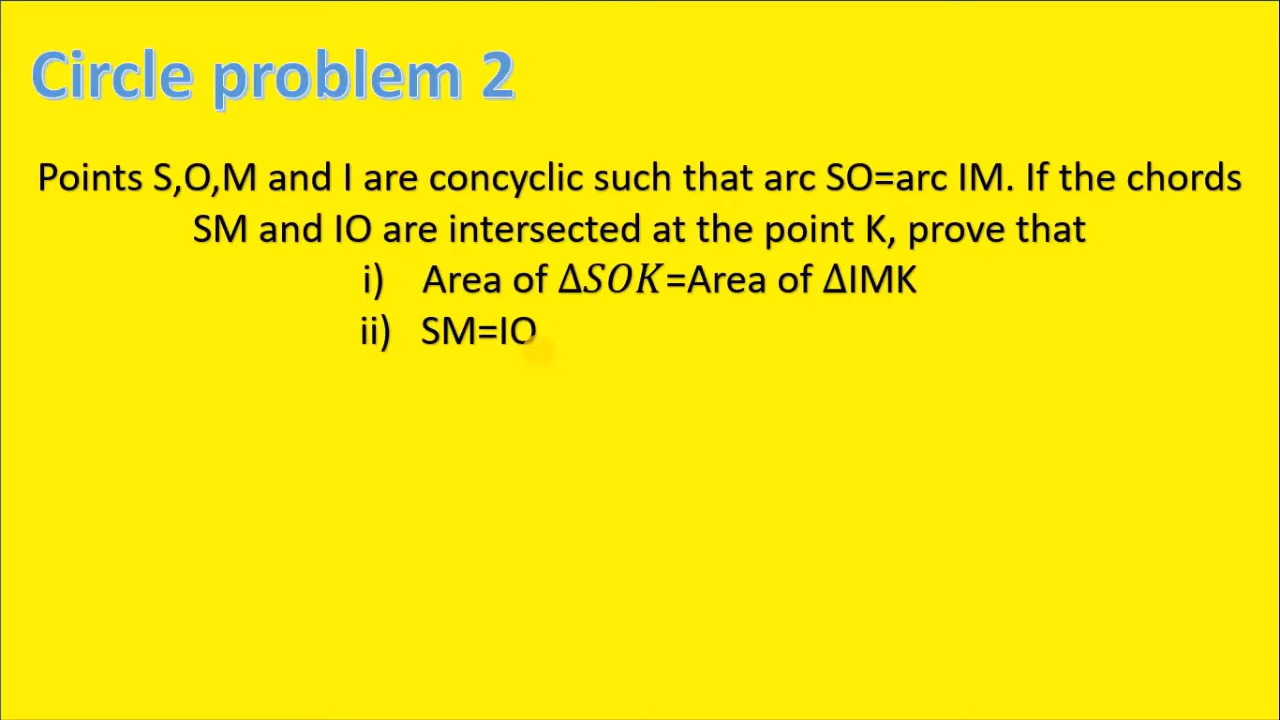 Circle problem 2
Points S,O,M and I are concyclic such that arc SO=arc IM. If the chords
SM and IO are intersected at the point K, prove that
i) Area of Δ𝑆𝑂𝐾=Area of ΔIMK
ii) SM=IO